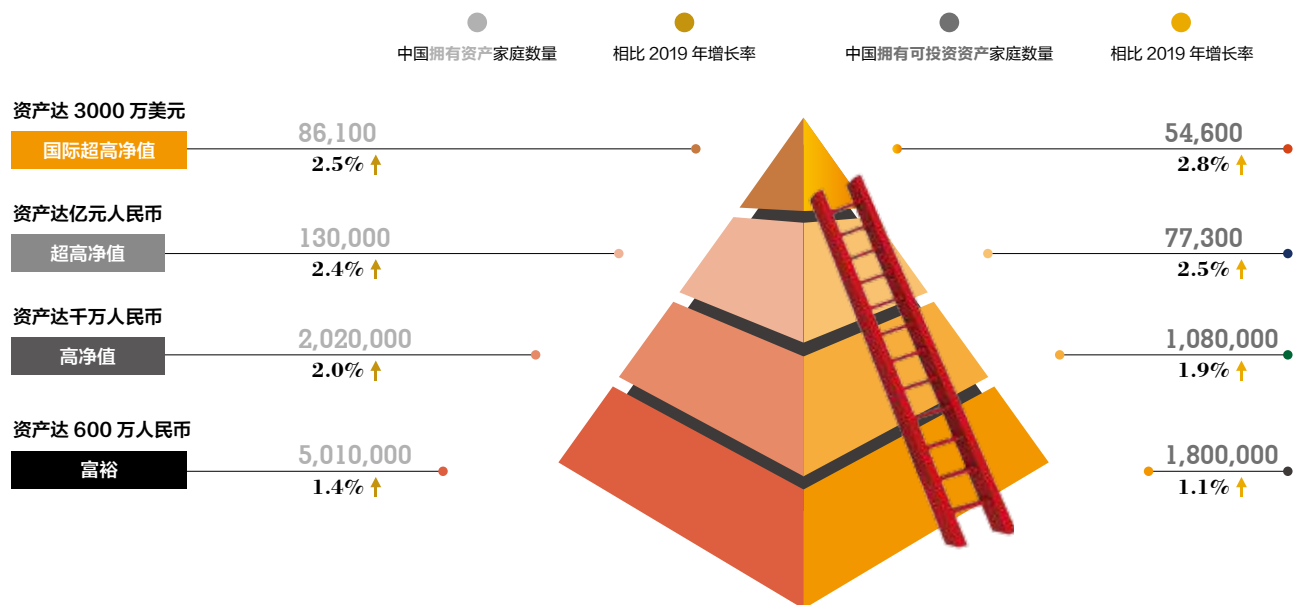 中国拥有资产家庭数量
相比 2019 年增长率
中国拥有可投资资产家庭数量
相比 2019 年增长率
资产达 3000 万美元
国际超高净值
86,100
2.5%
54,600
2.8%
资产达亿元人民币
超高净值
130,000
2.4%
77,300
2.5%
资产达千万人民币
高净值
2,020,000
2.0%
1,080,000
1.9%
资产达 600 万人民币
富裕
5,010,000
1.4%
1,800,000
1.1%